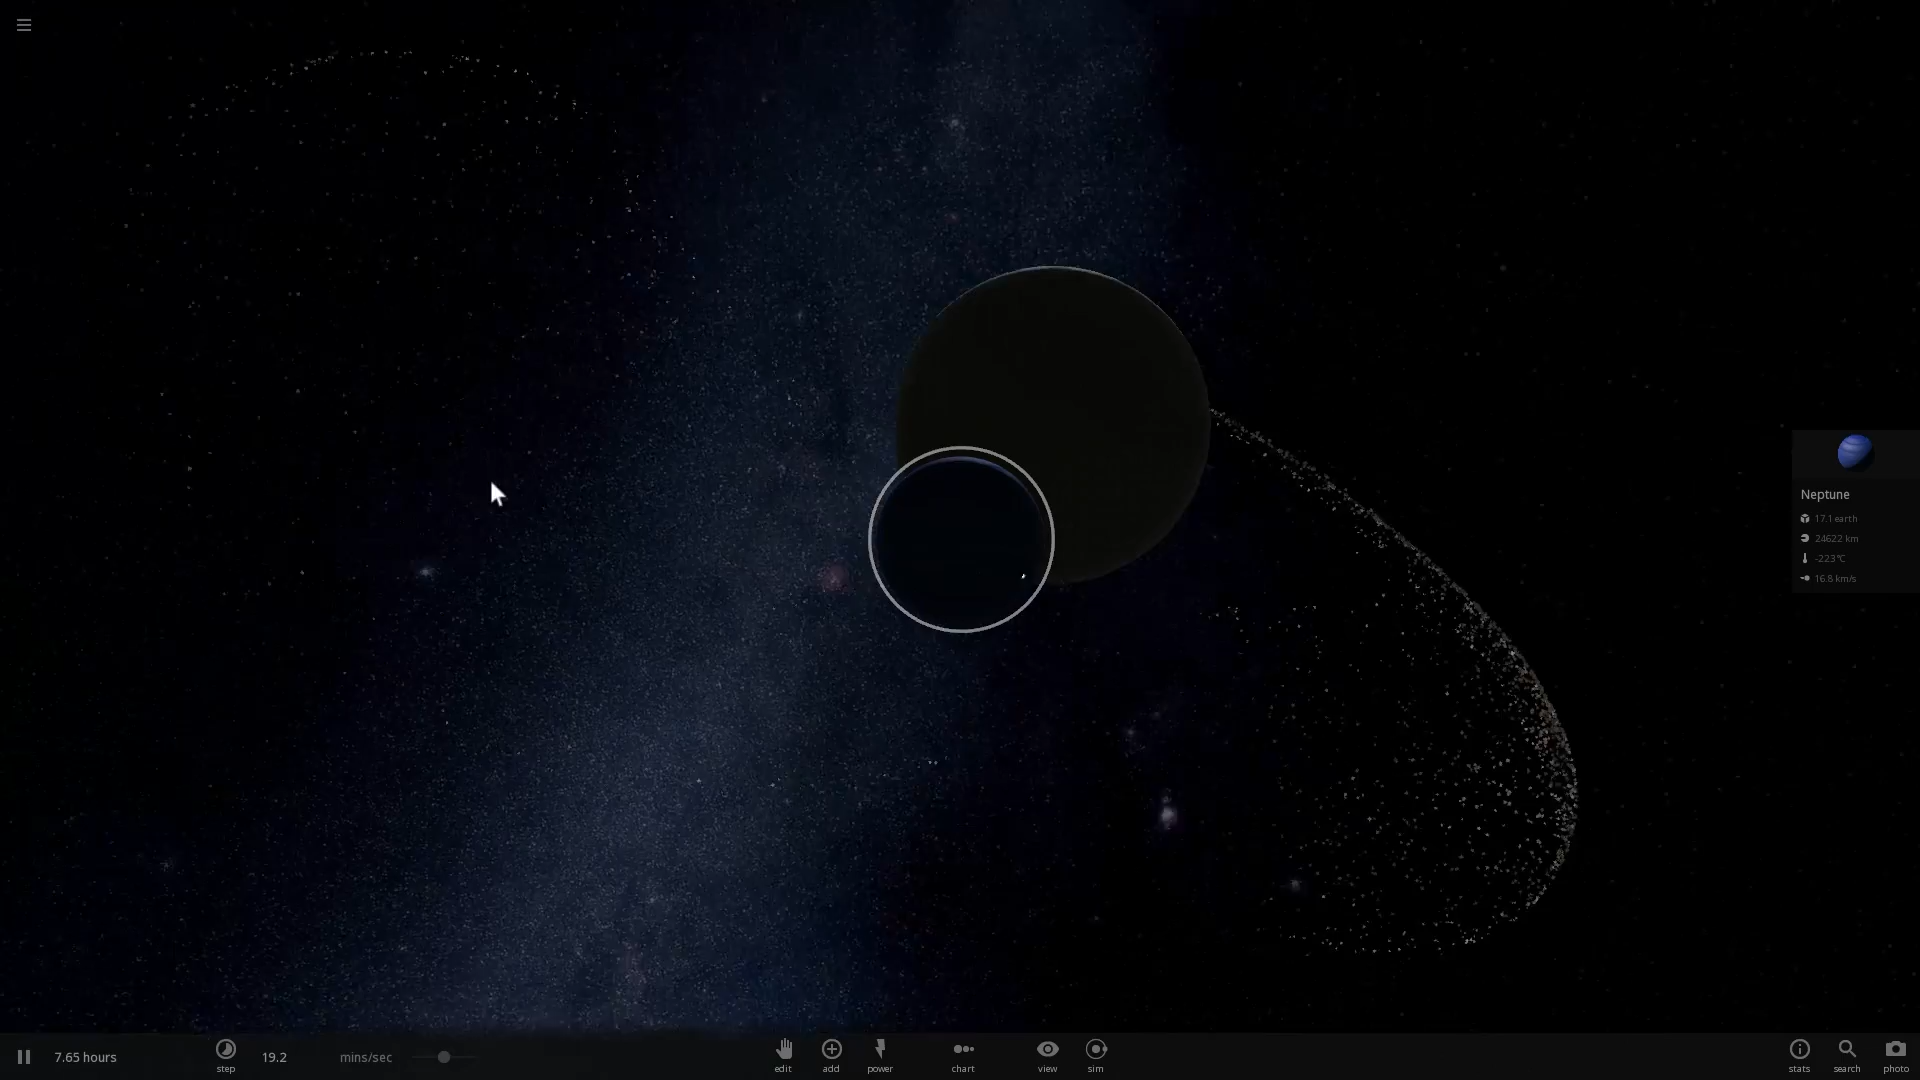 Neptune
17.1 earth
24622 km
-223°C
16.8 km/s
7.65 hours
step
19.2
mins/sec
edit
add
power
chart
view
sim
stats
search
photo